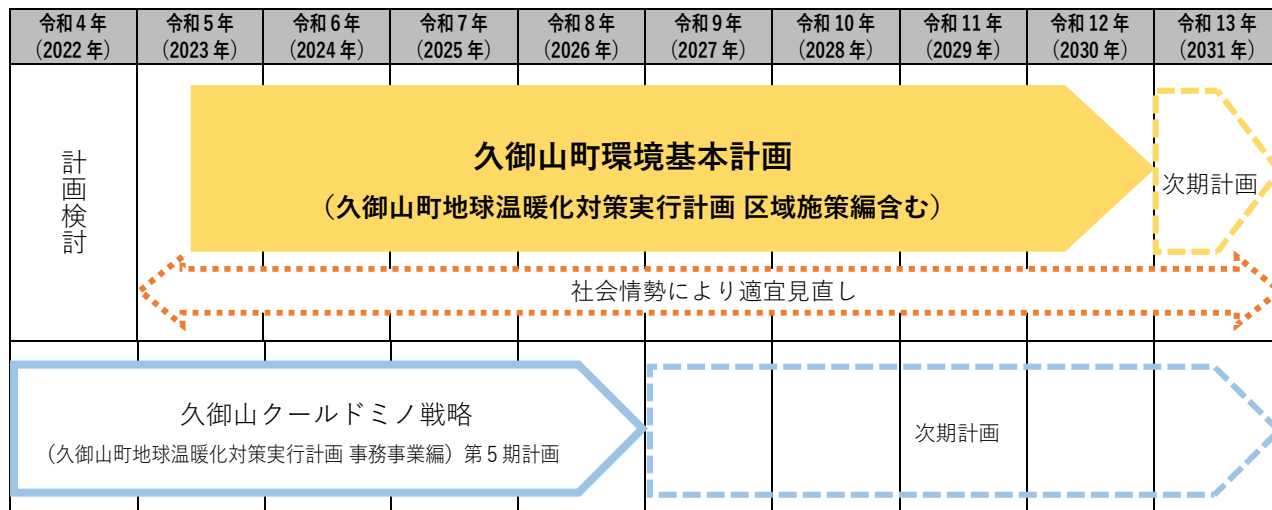 令和4年 令和5年 令和6年 令和7年 令和8年 令和9年 令和10年 令和11年 令和12年 令和13年
（2022年） （2023年） （2024年） （2025年） （2026年） （2027年） （2028年） （2029年） （2030年） （2031年）
計画検討
久御山町環境基本計画
（久御山町地球温暖化対策実行計画 区域施策編含む）
次期計画
社会情勢により適宜見直し
久御山クールドミノ戦略
（久御山町地球温暖化対策実行計画 事務事業編）第5期計画
次期計画